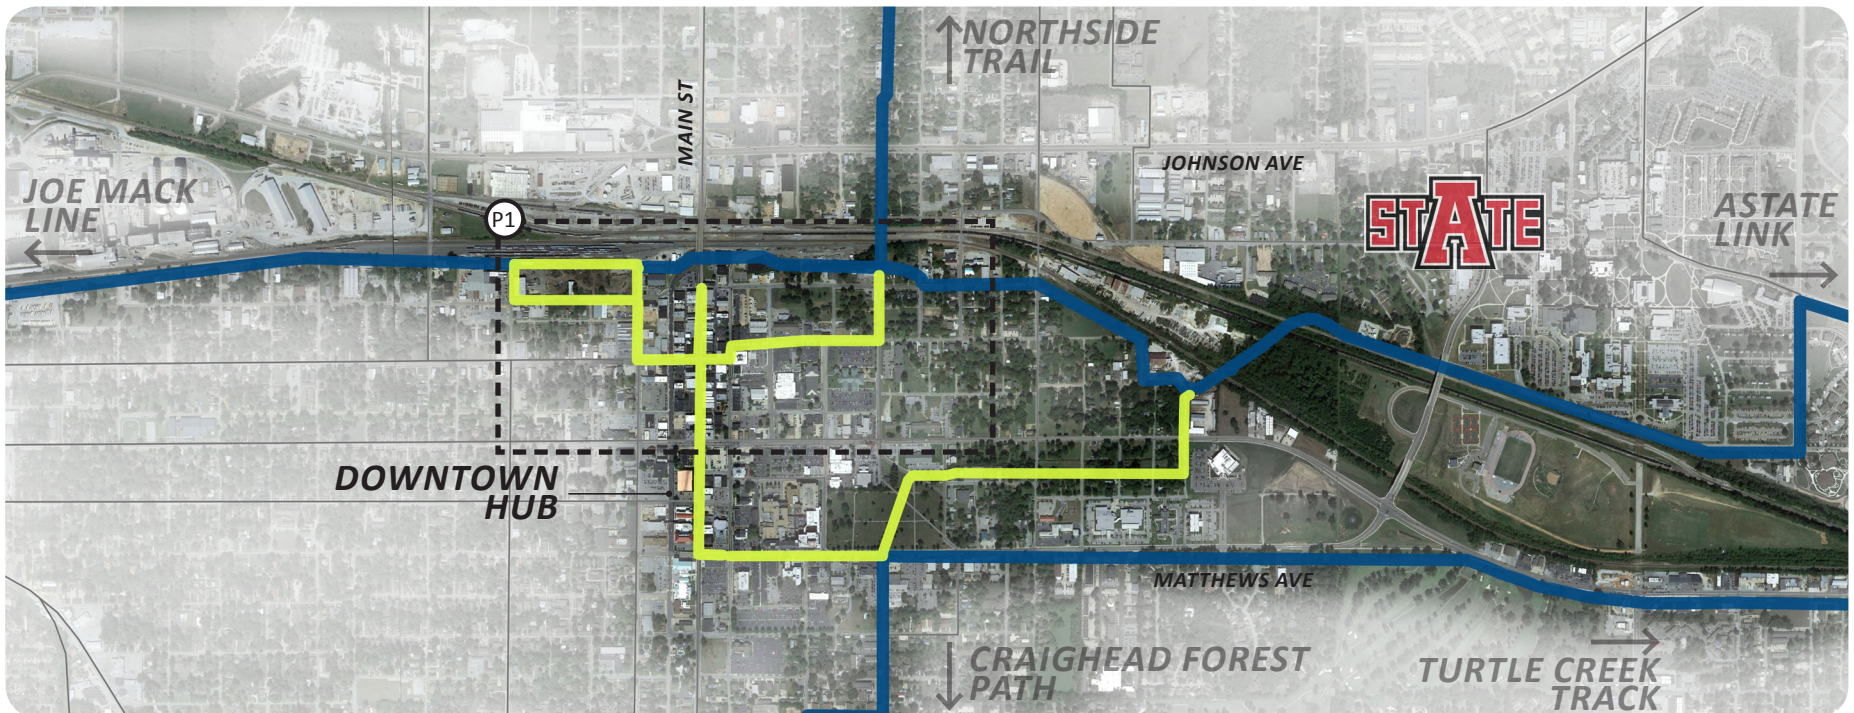 NORTHSIDE
TRAIL
MAIN ST
JOHNSON AVE
JOE MACK
LINE
STATE
ASTATE
LINK
P1
DOWNTOWN
HUB
MATTHEWS AVE
CRAIGHEAD FOREST
PATH
TURTLE CREEK
TRACK